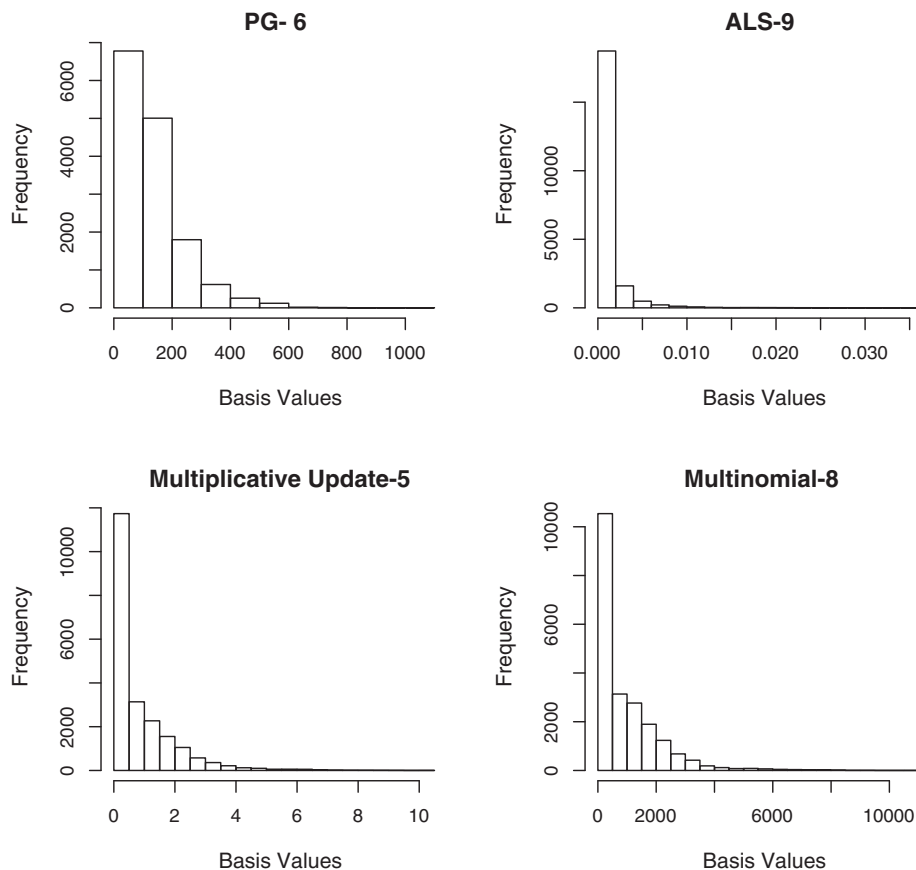 PG- 6
Frequency
6000
4000
2000
0
0 200 400 600 800 1000
Basis Values
ALS-9
Frequency
10000
5000
0
0.000 0.010 0.020 0.030
Basis Values
Multiplicative Update-5
Frequency
10000
6000
2000
0
0 2 4 6 8 10
Basis Values
Multinomial-8
Frequency
10000
6000
2000
0
0 2000 6000 10000
Basis Values